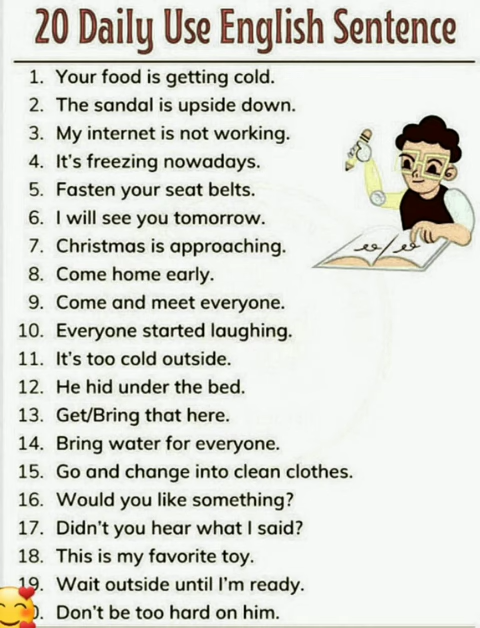 20 Daily Use English Sentence
1. Your food is getting cold.
2. The sandal is upside down.
3. My internet is not working.
4. It's freezing nowadays.
5. Fasten your seat belts.
6. I will see you tomorrow.
7. Christmas is approaching.
8. Come home early.
9. Come and meet everyone.
10. Everyone started laughing.
11. It's too cold outside.
12. He hid under the bed.
13. Get/Bring that here.
14. Bring water for everyone.
15. Go and change into clean clothes.
16. Would you like something?
17. Didn't you hear what I said?
18. This is my favorite toy.
19. Wait outside until I'm ready.
Don't be too hard on him.